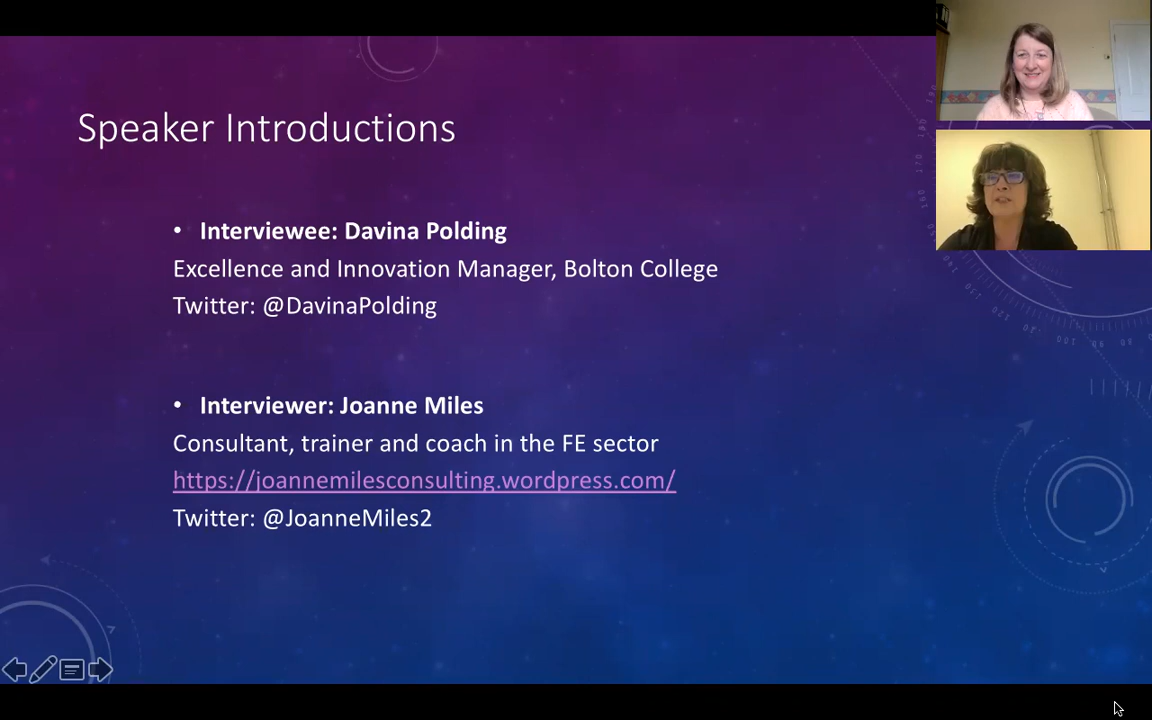 Speaker Introductions
• Interviewee: Davina Polding
Excellence and Innovation Manager, Bolton College
Twitter: @DavinaPolding
• Interviewer: Joanne Miles
Consultant, trainer and coach in the FE sector
https://joannemilesconsulting.wordpress.com/
Twitter: @JoanneMiles2